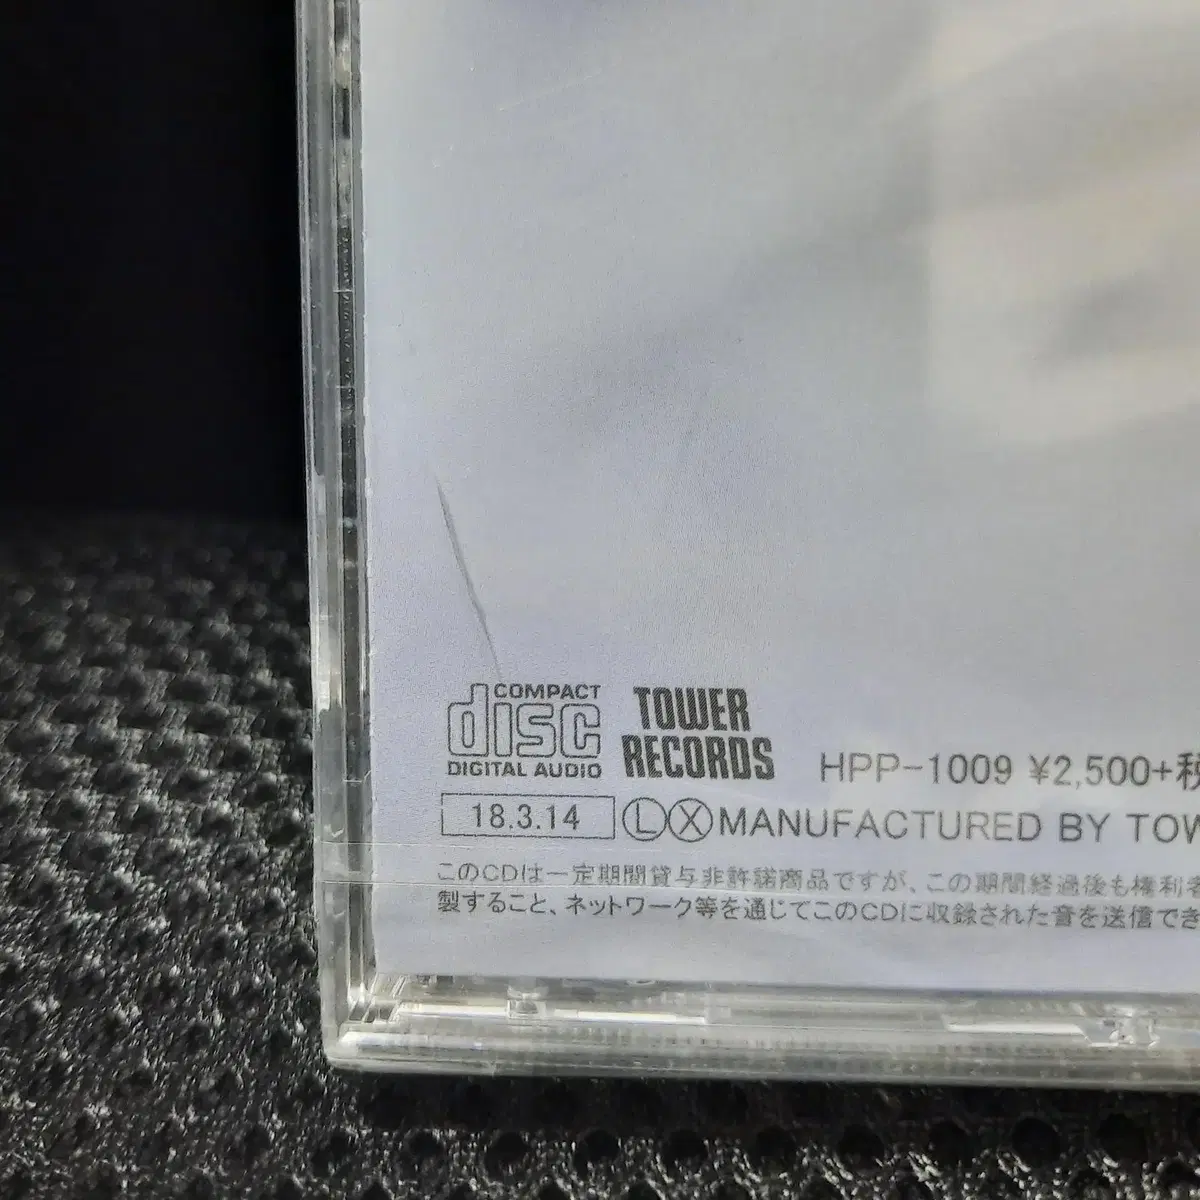 COMPACT
disc
DIGITAL AUDIO
TOWER
RECORDS
HPP-1009 ¥2,500+税
18.3.14 ⓁⓍMANUFACTURED BY TOW
このCDは一定期間貸与非許諾商品ですが、この期間経過後も権利者
製すること、ネットワーク等を通じてこのCDに収録された音を送信でき